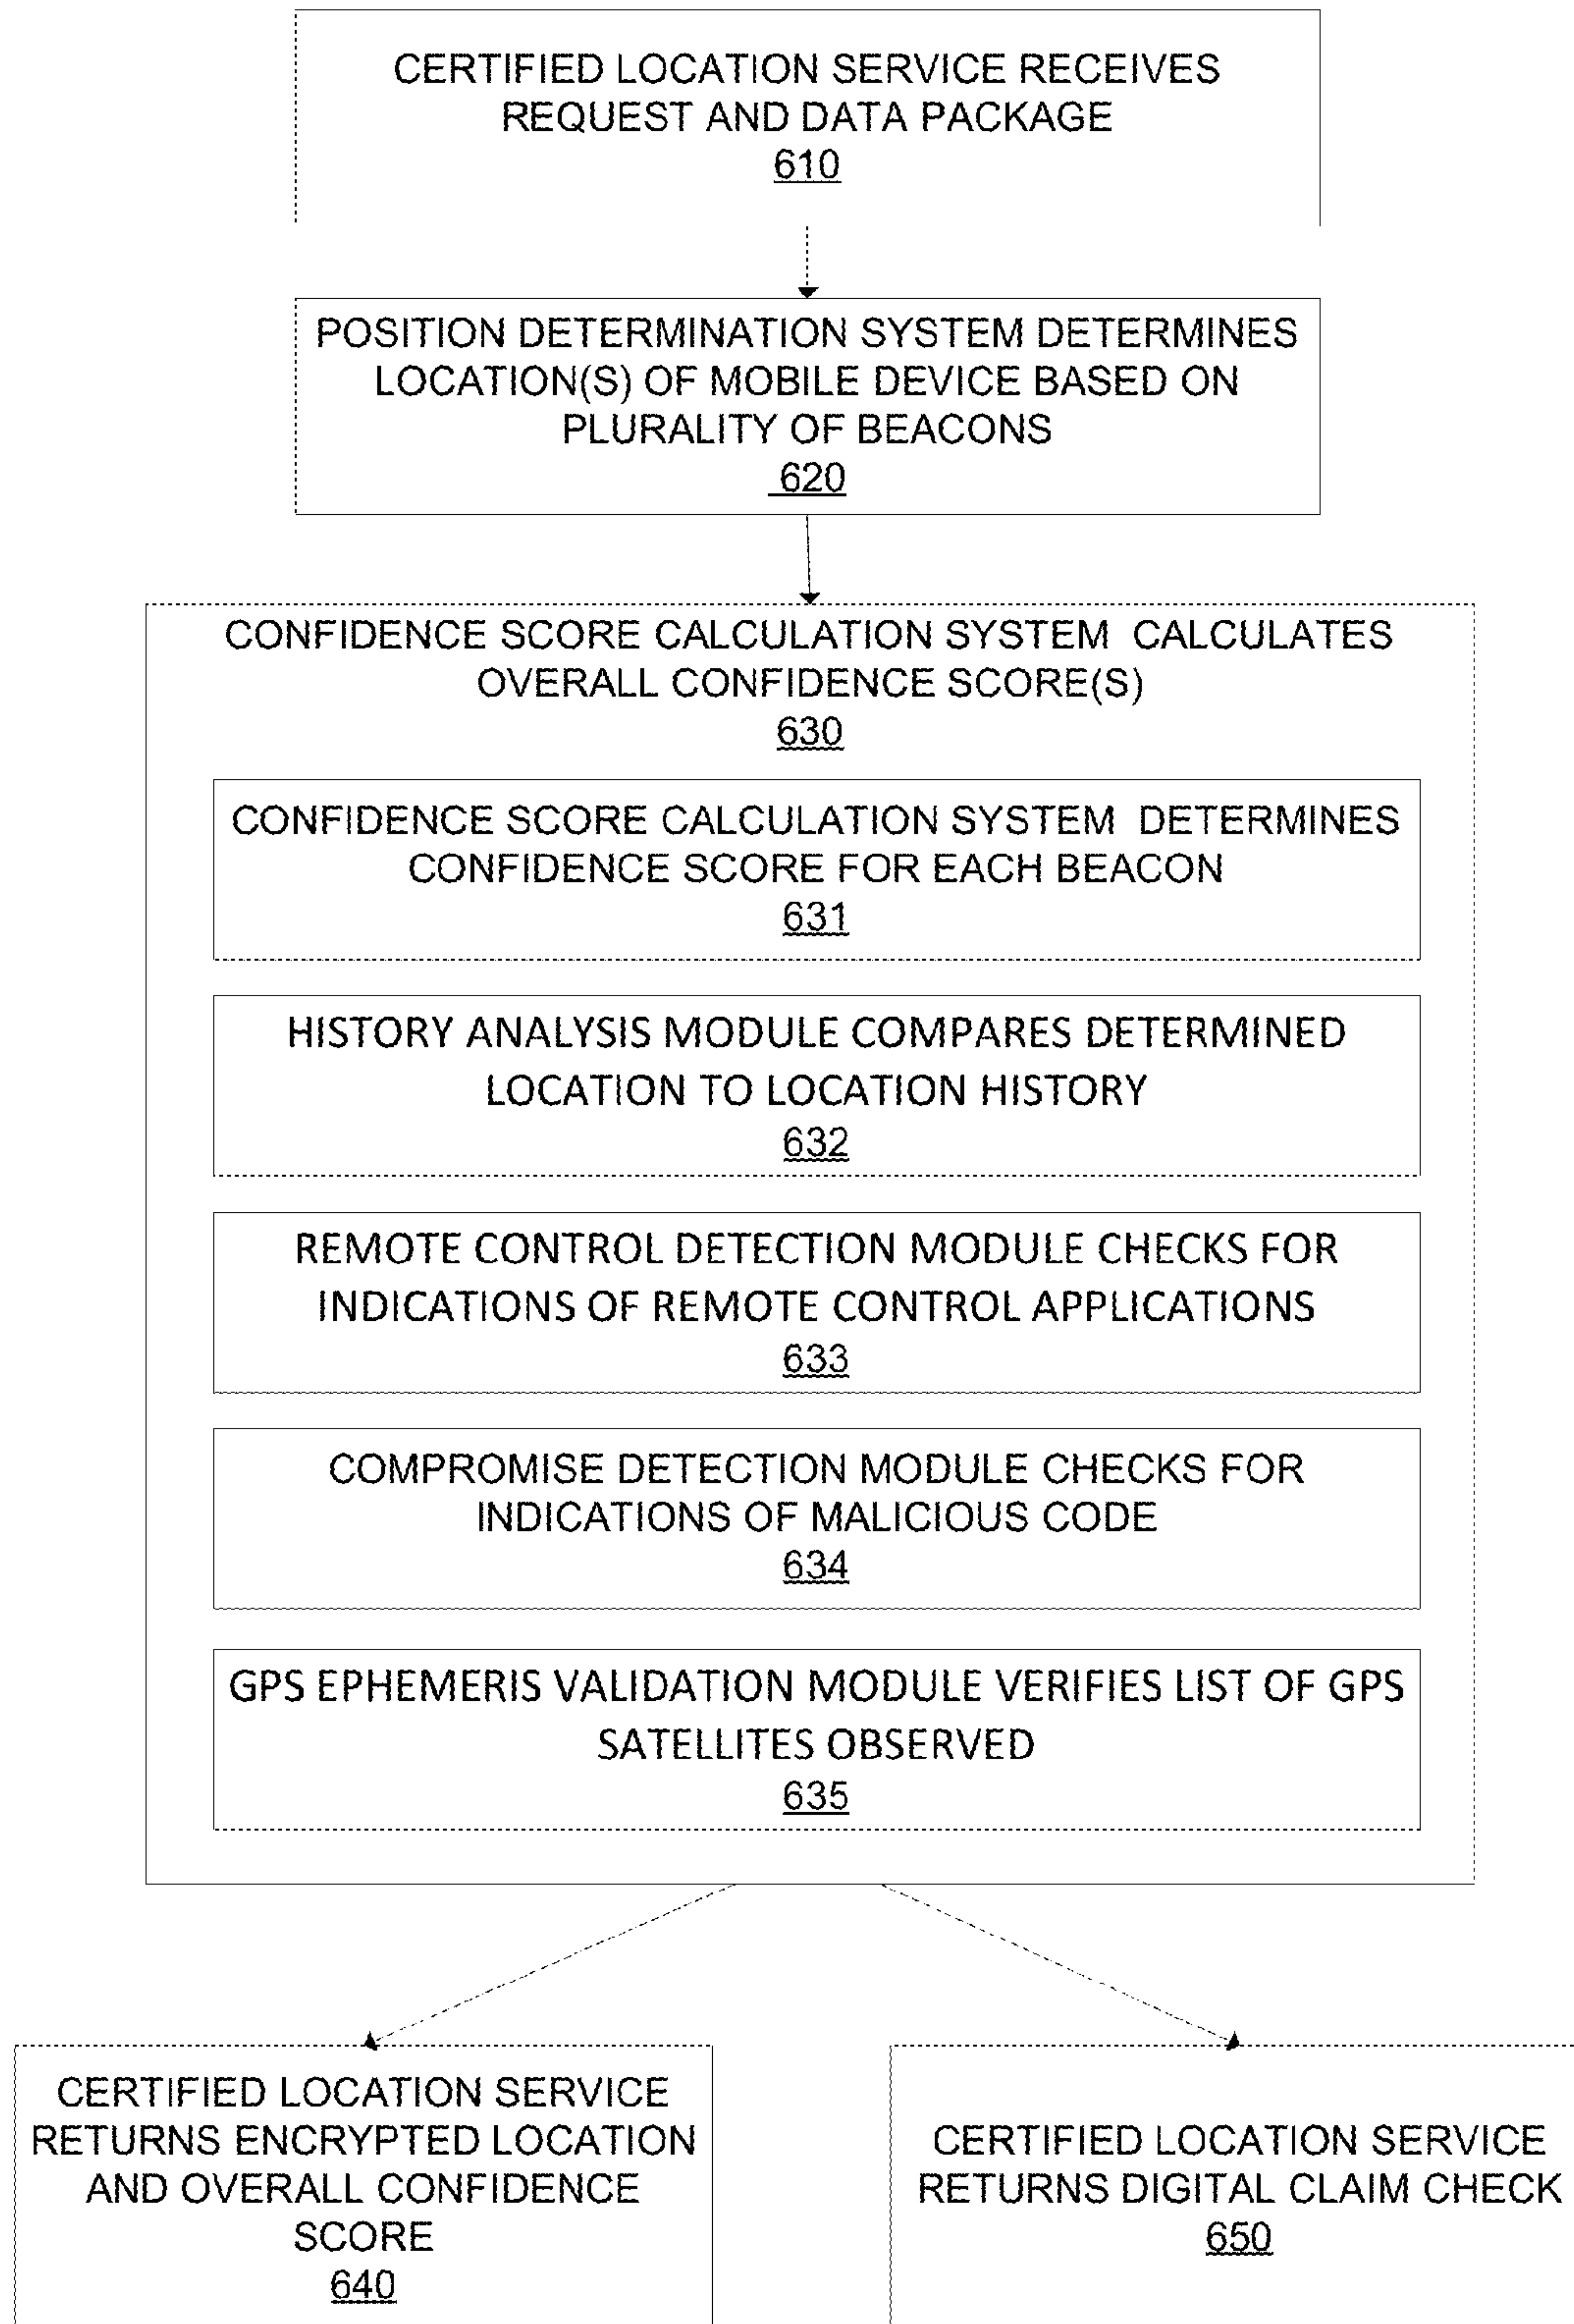 CERTIFIED LOCATION SERVICE RECEIVES
REQUEST AND DATA PACKAGE
610
POSITION DETERMINATION SYSTEM DETERMINES
LOCATION(S) OF MOBILE DEVICE BASED ON
PLURALITY OF BEACONS
620
CONFIDENCE SCORE CALCULATION SYSTEM CALCULATES
OVERALL CONFIDENCE SCORE(S)
630
CONFIDENCE SCORE CALCULATION SYSTEM DETERMINES
CONFIDENCE SCORE FOR EACH BEACON
631
HISTORY ANALYSIS MODULE COMPARES DETERMINED
LOCATION TO LOCATION HISTORY
632
REMOTE CONTROL DETECTION MODULE CHECKS FOR
INDICATIONS OF REMOTE CONTROL APPLICATIONS
633
COMPROMISE DETECTION MODULE CHECKS FOR
INDICATIONS OF MALICIOUS CODE
634
GPS EPHEMERIS VALIDATION MODULE VERIFIES LIST OF GPS
SATELLITES OBSERVED
635
CERTIFIED LOCATION SERVICE
RETURNS ENCRYPTED LOCATION
AND OVERALL CONFIDENCE
SCORE
640
CERTIFIED LOCATION SERVICE
RETURNS DIGITAL CLAIM CHECK
650